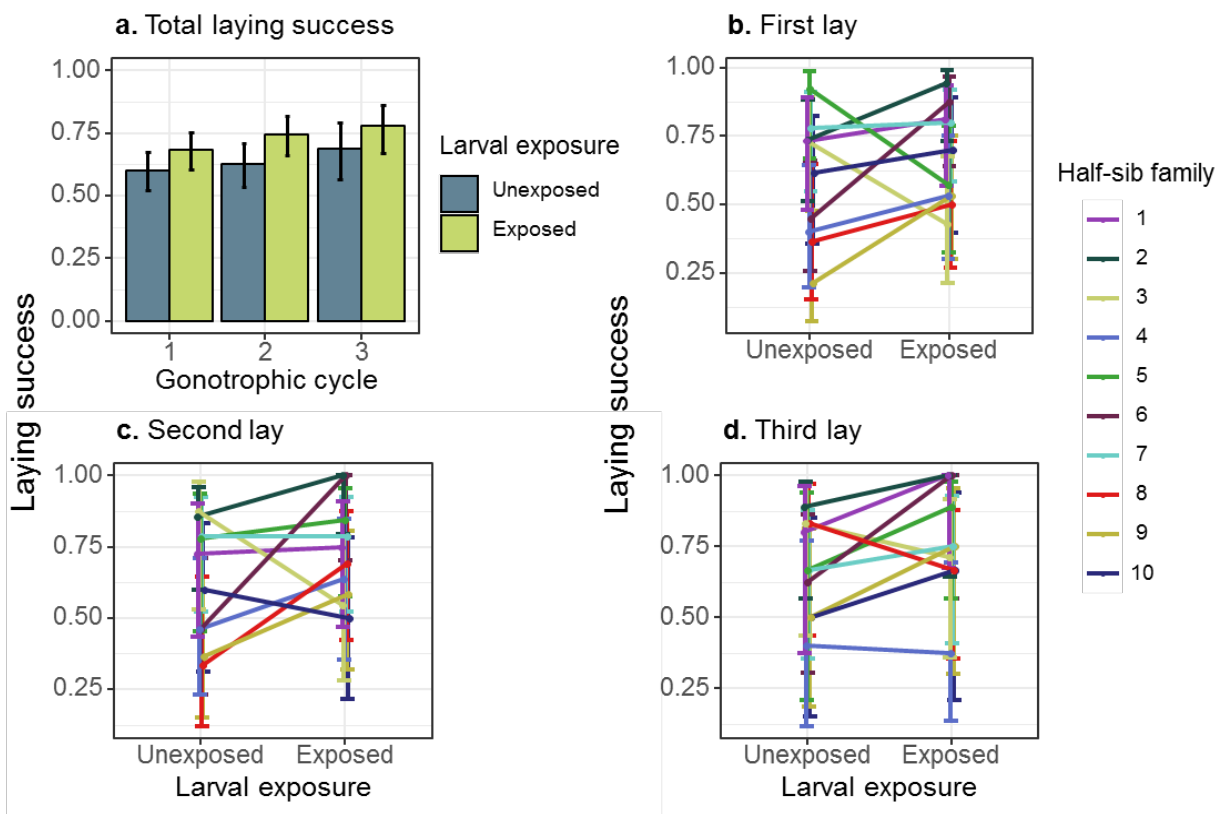 a. Total laying success
1.00
0.75
0.50
0.25
0.00
1 2 3
Gonotrophic cycle
Laying success
Larval exposure
Unexposed
Exposed
b. First lay
1.00
0.75
0.50
0.25
Unexposed Exposed
Laying success
Half-sib family
1
2
3
4
5
6
7
8
9
10
c. Second lay
1.00
0.75
0.50
0.25
Unexposed Exposed
Larval exposure
d. Third lay
1.00
0.75
0.50
0.25
Unexposed Exposed
Larval exposure